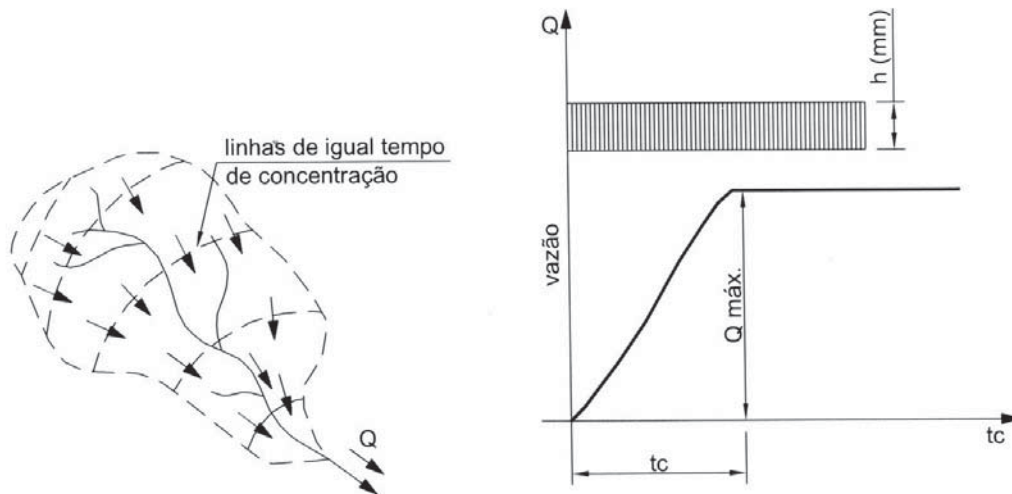 linhas de igual tempo
de concentração
Q
Q
h (mm)
vazão
Q máx.
tc
tc